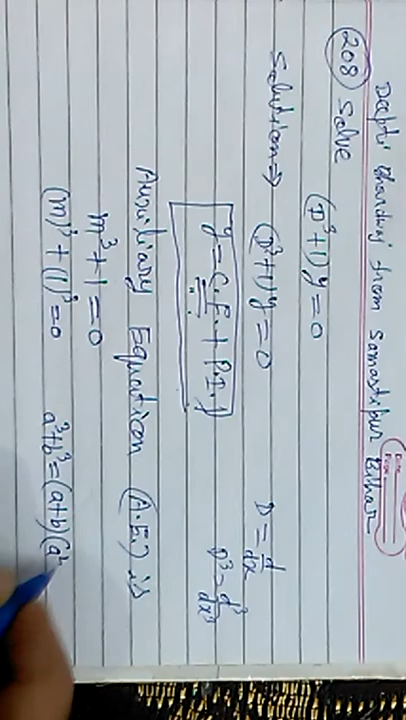 Deepti Bhardwaj from Samastipur Bihar
208 Solve (D³+1)y=0
Solution⇒ (D³+1)y=0 D=d/dx
y=C.F.+P.I. D³=d³/dx³
Auxiliary Equation (A.E.) is
m³+1=0
(m)³+(1)³=0 a³+b³=(a+b)(a²